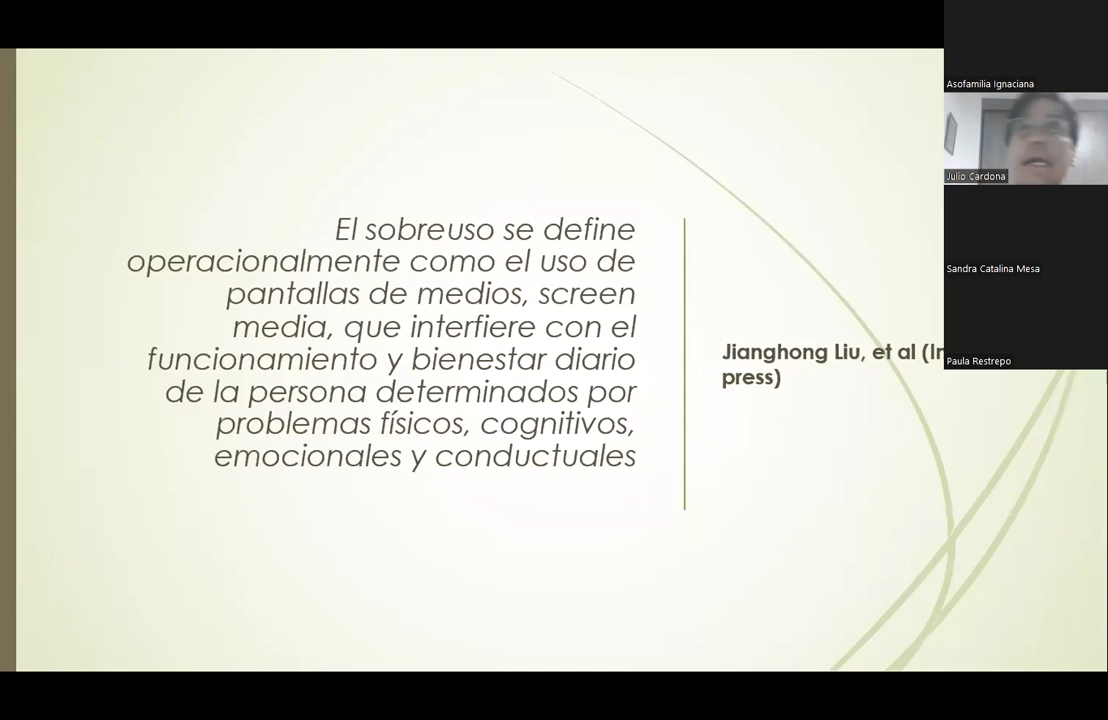 El sobreuso se define
operacionalmente como el uso de
pantallas de medios, screen
media, que interfiere con el
funcionamiento y bienestar diario
de la persona determinados por
problemas físicos, cognitivos,
emocionales y conductuales
Jianghong Liu, et al (In
press)
Asofamilia Ignaciana
Julio Cardona
Sandra Catalina Mesa
Paula Restrepo